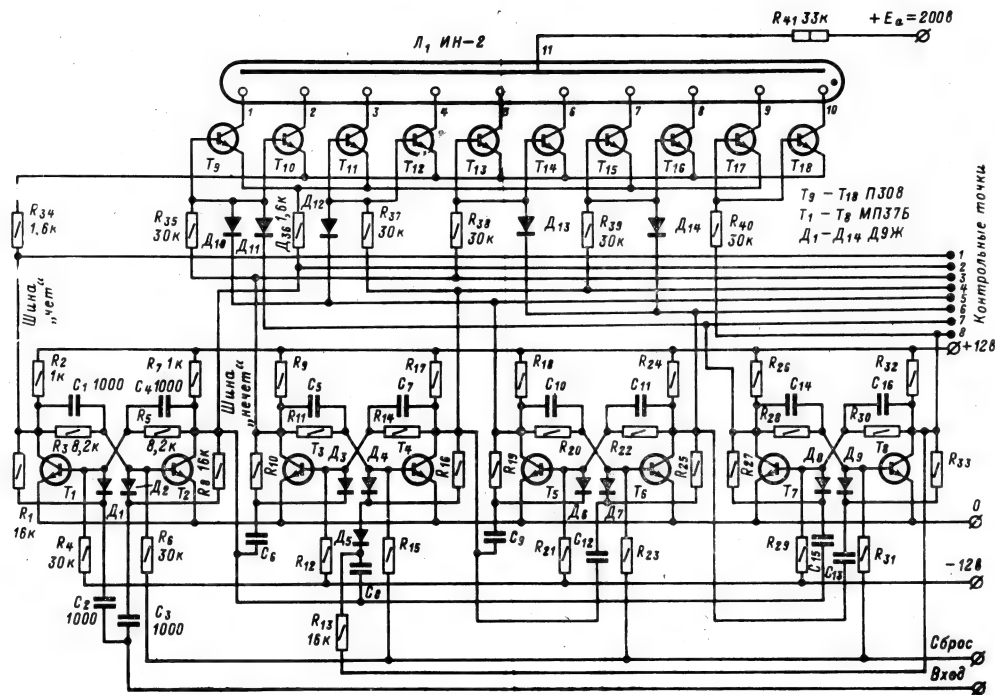 R41 33к
+Eа=200в
Л1 ИН-2
11
1 2 3 4 5 6 7 8 9 10
T9 T10 T11 T12 T13 T14 T15 T16 T17 T18
T9 – T18 П308
T1 – T8 МП37Б
Д1–Д14 Д9Ж
R34 1,6к
R35 30к
Д10
Д11
Д12
R36 1,6к
R37 30к
R38 30к
Д13
R39 30к
Д14
R40 30к
1
2
3
4
5
6
7
8
Контрольные точки
+12в
Шина „чет“
Шина „нечет“
R2 1к
C1 1000
R7 1к
C4 1000
R9
C5
C7
R17
R18
C10
C11
R24
R26
C14
C16
R32
R3 8,2к
R5 8,2к
R11
R14
R20
R22
R28
R30
T1
Д1
Д2
T2
R8 16к
R10
T3
Д3
Д4
T4
R16
R19
T5
Д6
Д7
T6
R25
R27
T7
Д8
Д9
T8
R33
R1 16к
R4 30к
R6 30к
C6
R12
Д5
C8
R15
C9
R21
C12
R23
R29
C15
C13
R31
0
–12в
C2 1000
C3 1000
R13 16к
Сброс
Вход